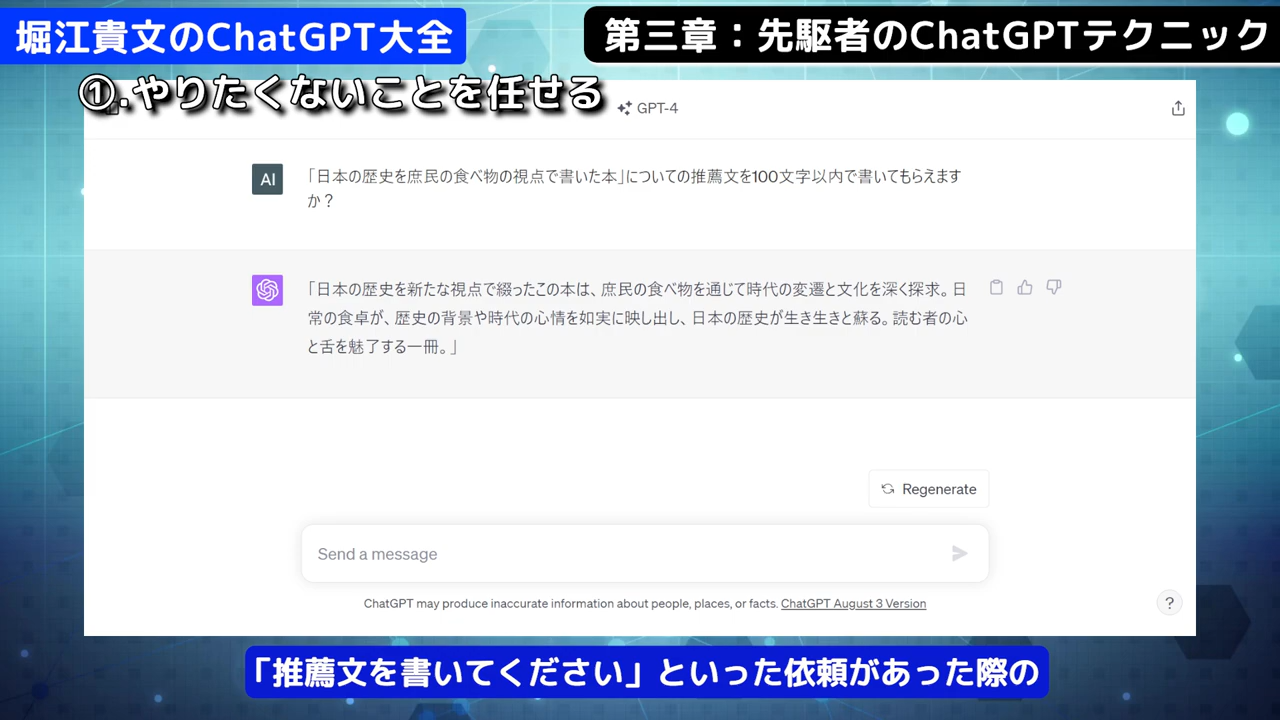 堀江貴文のChatGPT大全
第三章：先駆者のChatGPTテクニック
①.やりたくないことを任せる
GPT-4
AI
「日本の歴史を庶民の食べ物の視点で書いた本」についての推薦文を100文字以内で書いてもらえます
か？
「日本の歴史を新たな視点で綴ったこの本は、庶民の食べ物を通じて時代の変遷と文化を深く探求。日
常の食卓が、歴史の背景や時代の心情を如実に映し出し、日本の歴史が生き生きと蘇る。読む者の心
と舌を魅了する一冊。」
Regenerate
Send a message
ChatGPT may produce inaccurate information about people, places, or facts. ChatGPT August 3 Version
?
「推薦文を書いてください」といった依頼があった際の